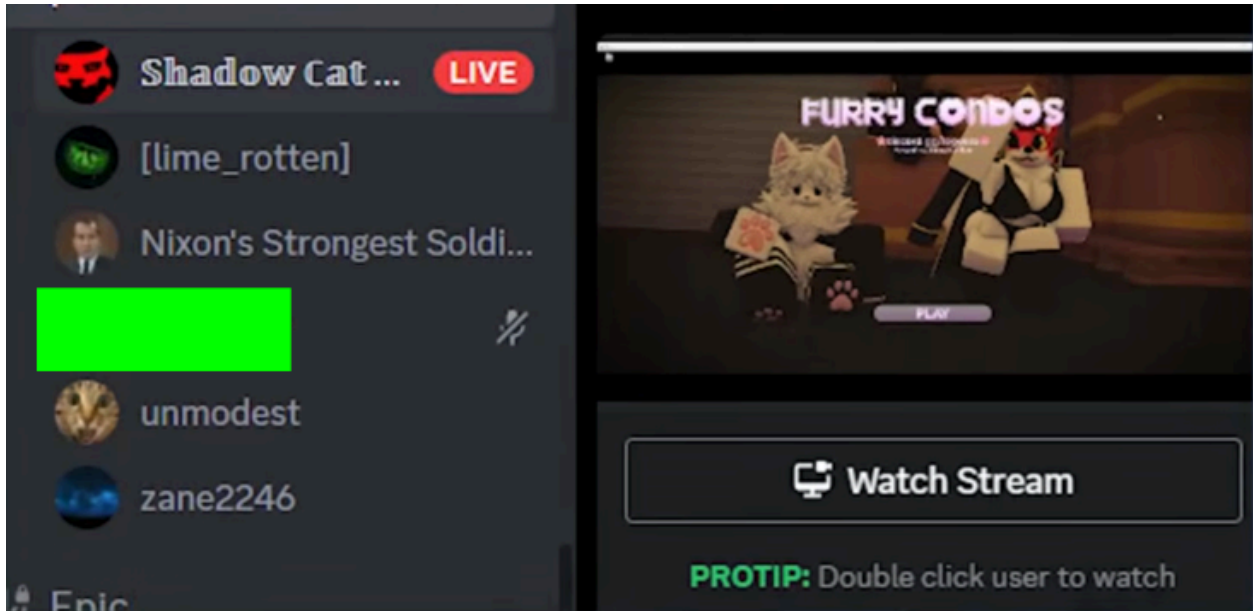 Shadow Cat ...
LIVE
[lime_rotten]
Nixon's Strongest Soldi...
unmodest
zane2246
Epic
FURRY CONDOS
PLAY
Watch Stream
PROTIP: Double click user to watch